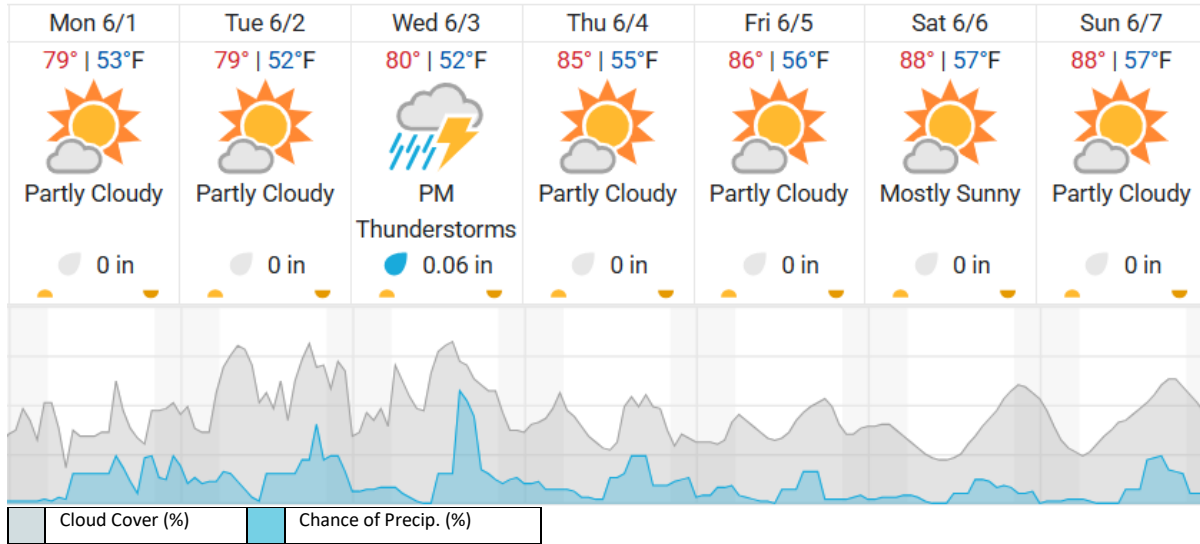 Mon 6/1 Tue 6/2 Wed 6/3 Thu 6/4 Fri 6/5 Sat 6/6 Sun 6/7
79° | 53°F 79° | 52°F 80° | 52°F 85° | 55°F 86° | 56°F 88° | 57°F 88° | 57°F
Partly Cloudy Partly Cloudy PM Partly Cloudy Partly Cloudy Mostly Sunny Partly Cloudy
Thunderstorms
0 in 0 in 0.06 in 0 in 0 in 0 in 0 in
Cloud Cover (%) Chance of Precip. (%)